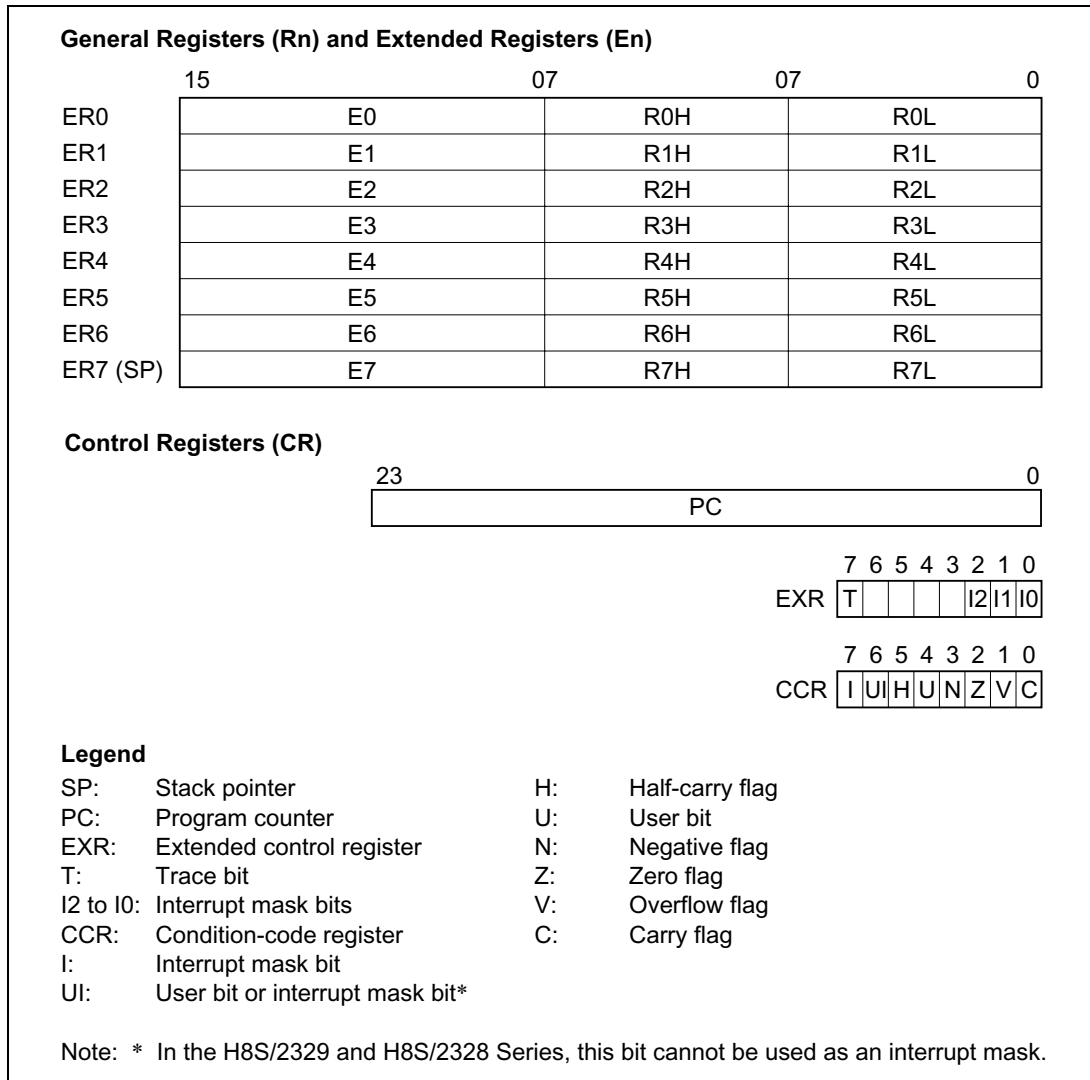 General Registers (Rn) and Extended Registers (En)
15 07 07 0
ER0 E0 R0H R0L
ER1 E1 R1H R1L
ER2 E2 R2H R2L
ER3 E3 R3H R3L
ER4 E4 R4H R4L
ER5 E5 R5H R5L
ER6 E6 R6H R6L
ER7 (SP) E7 R7H R7L
Control Registers (CR)
23 0
PC
7 6 5 4 3 2 1 0
EXR T I2 I1 I0
7 6 5 4 3 2 1 0
CCR I UI H U N Z V C
Legend
SP: Stack pointer H: Half-carry flag
PC: Program counter U: User bit
EXR: Extended control register N: Negative flag
T: Trace bit Z: Zero flag
I2 to I0: Interrupt mask bits V: Overflow flag
CCR: Condition-code register C: Carry flag
I: Interrupt mask bit
UI: User bit or interrupt mask bit*
Note: * In the H8S/2329 and H8S/2328 Series, this bit cannot be used as an interrupt mask.